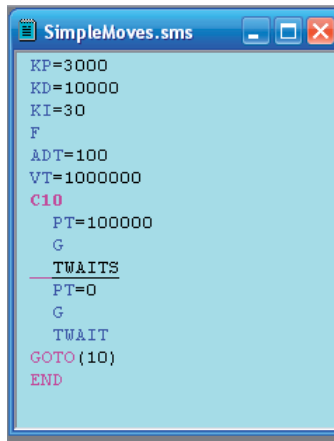 SimpleMoves.sms
KP=3000
KD=10000
KI=30
F
ADT=100
VT=1000000
C10
PT=100000
G
TWAITS
PT=0
G
TWAIT
GOTO(10)
END